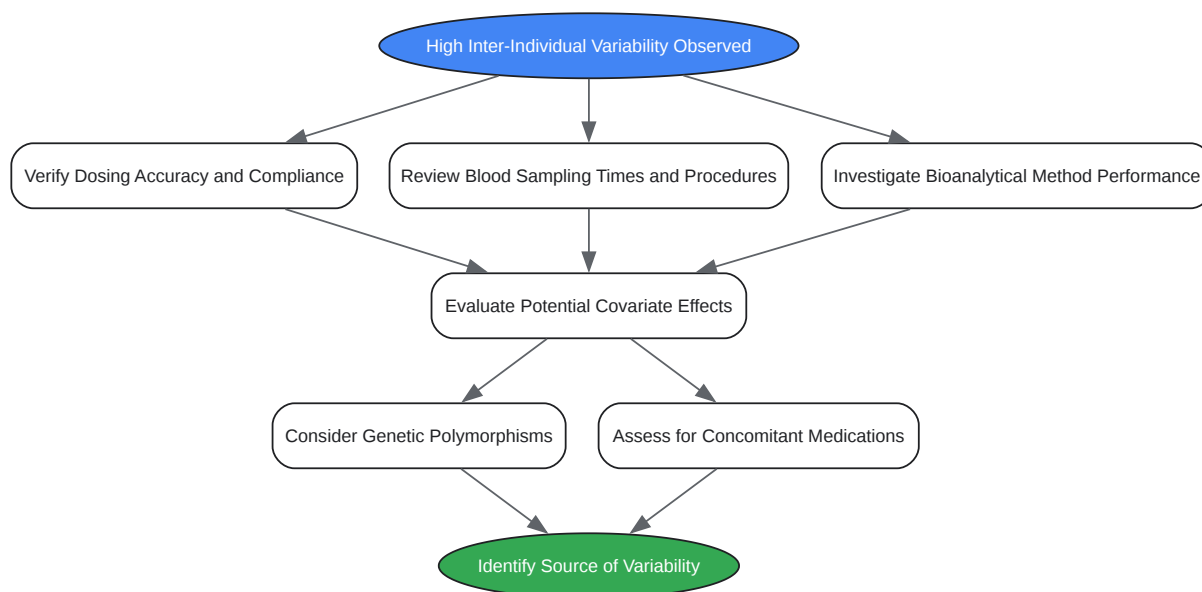 High Inter-Individual Variability Observed
Verify Dosing Accuracy and Compliance
Review Blood Sampling Times and Procedures
Investigate Bioanalytical Method Performance
Evaluate Potential Covariate Effects
Consider Genetic Polymorphisms
Assess for Concomitant Medications
Identify Source of Variability